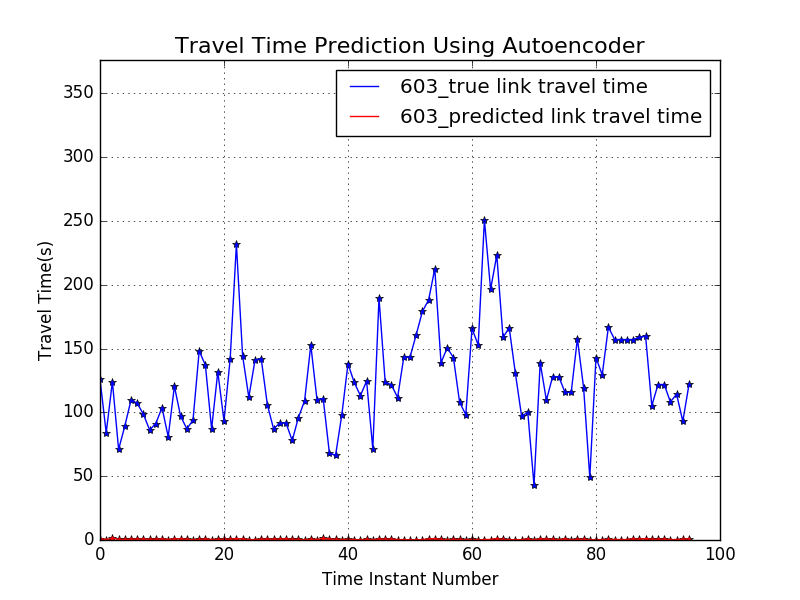 Travel Time Prediction Using Autoencoder
603_true link travel time
603_predicted link travel time
350
300
250
200
150
100
50
0
Travel Time(s)
0 20 40 60 80 100
Time Instant Number